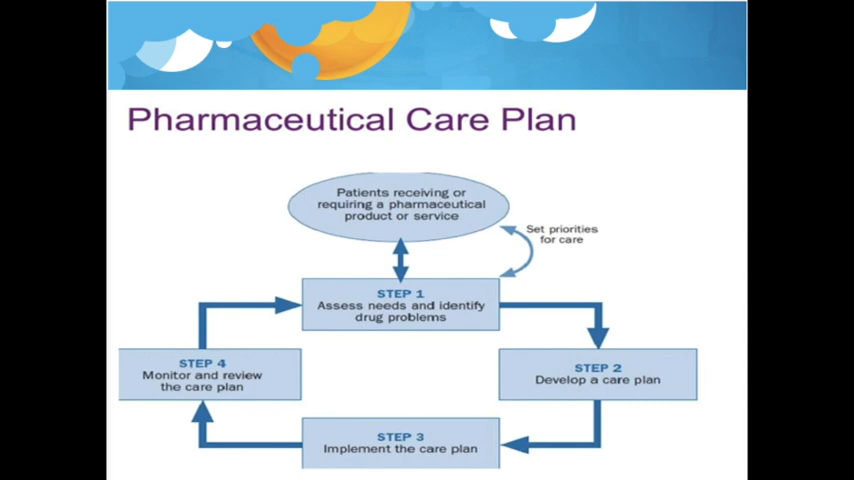 Pharmaceutical Care Plan
Patients receiving or
requiring a pharmaceutical
product or service
Set priorities
for care
STEP 1
Assess needs and identify
drug problems
STEP 2
Develop a care plan
STEP 3
Implement the care plan
STEP 4
Monitor and review
the care plan